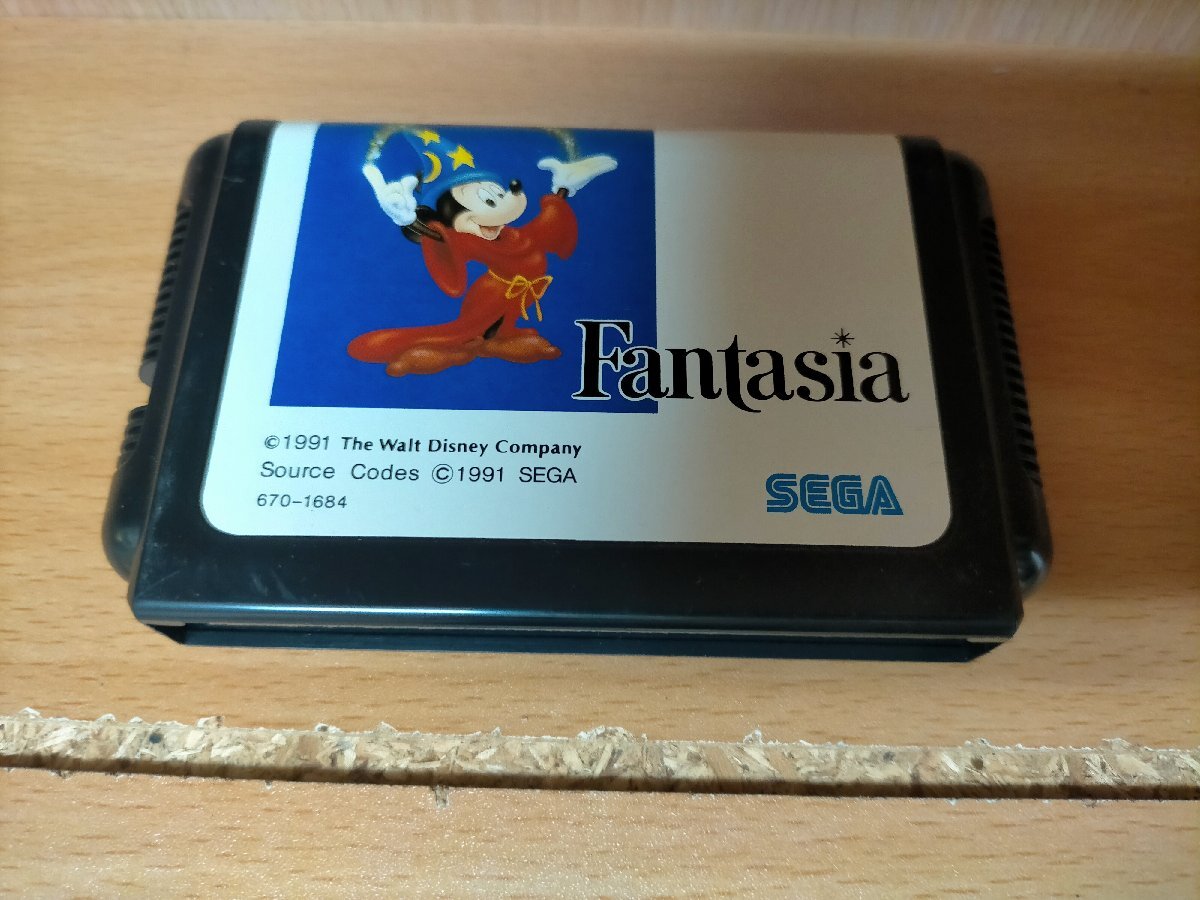 Fantasia
©1991 The Walt Disney Company
Source Codes ©1991 SEGA
670-1684
SEGA